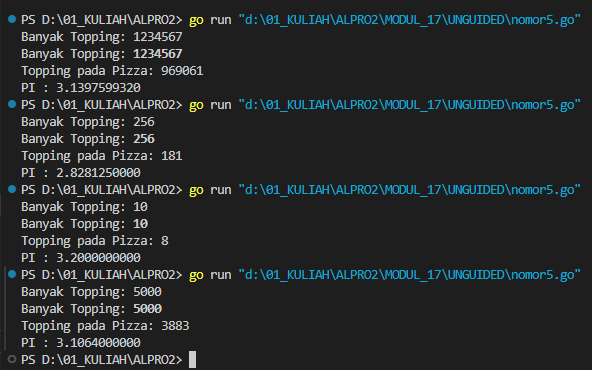 PS D:\01_KULIAH\ALPRO2> go run "d:\01_KULIAH\ALPRO2\MODUL_17\UNGUIDED\nomor5.go"
Banyak Topping: 1234567
Banyak Topping: 1234567
Topping pada Pizza: 969061
PI : 3.1397599320
PS D:\01_KULIAH\ALPRO2> go run "d:\01_KULIAH\ALPRO2\MODUL_17\UNGUIDED\nomor5.go"
Banyak Topping: 256
Banyak Topping: 256
Topping pada Pizza: 181
PI : 2.8281250000
PS D:\01_KULIAH\ALPRO2> go run "d:\01_KULIAH\ALPRO2\MODUL_17\UNGUIDED\nomor5.go"
Banyak Topping: 10
Banyak Topping: 10
Topping pada Pizza: 8
PI : 3.2000000000
PS D:\01_KULIAH\ALPRO2> go run "d:\01_KULIAH\ALPRO2\MODUL_17\UNGUIDED\nomor5.go"
Banyak Topping: 5000
Banyak Topping: 5000
Topping pada Pizza: 3883
PI : 3.1064000000
PS D:\01_KULIAH\ALPRO2>